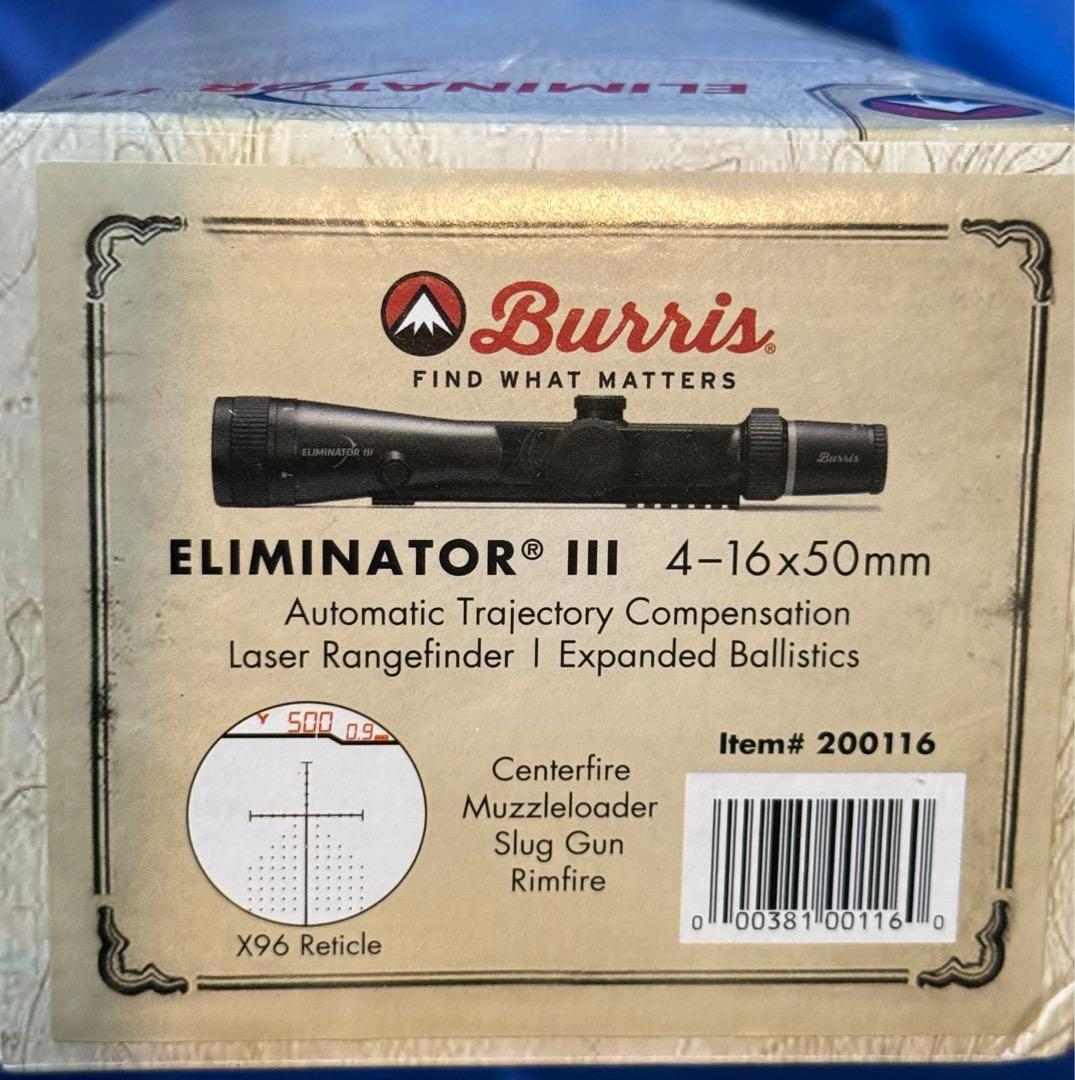 ELIMINATOR III
Burris®
FIND WHAT MATTERS
ELIMINATOR III
Burris
ELIMINATOR® III 4–16x50mm
Automatic Trajectory Compensation
Laser Rangefinder | Expanded Ballistics
Y 500 0.9
Item# 200116
Centerfire
Muzzleloader
Slug Gun
Rimfire
X96 Reticle
0 00381 00116 0